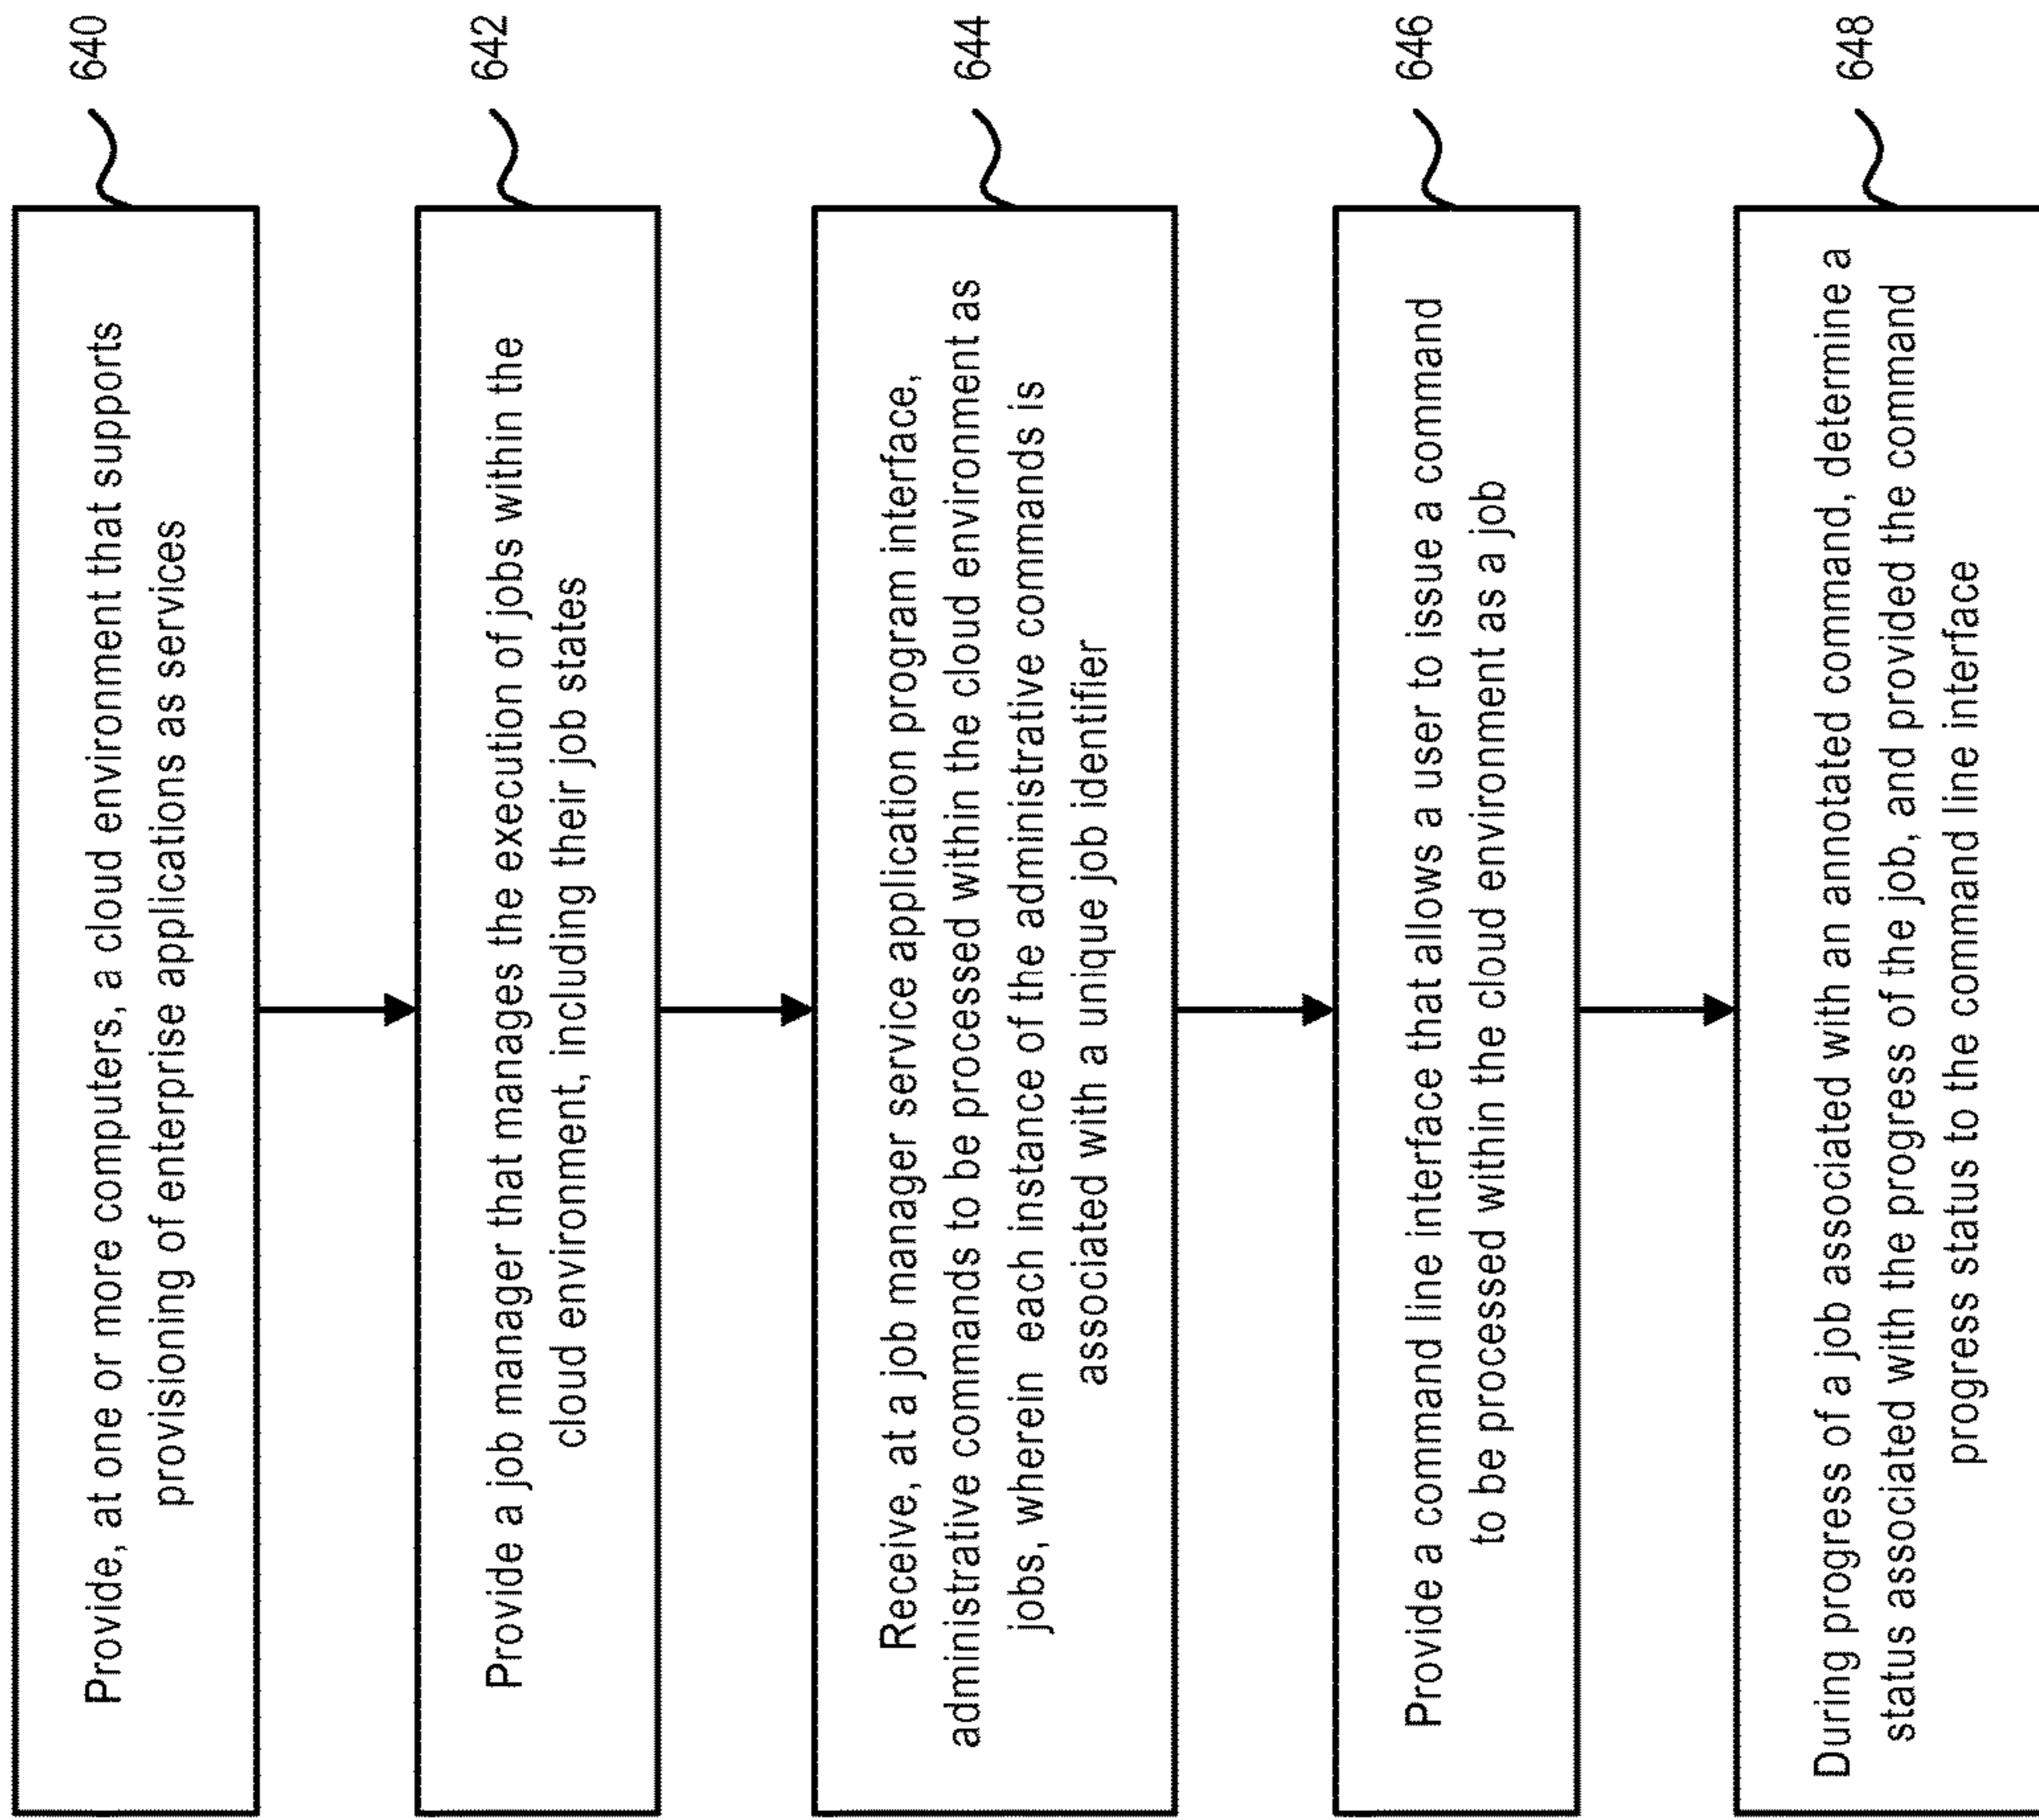 640
Provide, at one or more computers, a cloud environment that supports
provisioning of enterprise applications as services
642
Provide a job manager that manages the execution of jobs within the
cloud environment, including their job states
644
Receive, at a job manager service application program interface,
administrative commands to be processed within the cloud environment as
jobs, wherein each instance of the administrative commands is
associated with a unique job identifier
646
Provide a command line interface that allows a user to issue a command
to be processed within the cloud environment as a job
648
During progress of a job associated with an annotated command, determine a
status associated with the progress of the job, and provided the command
progress status to the command line interface